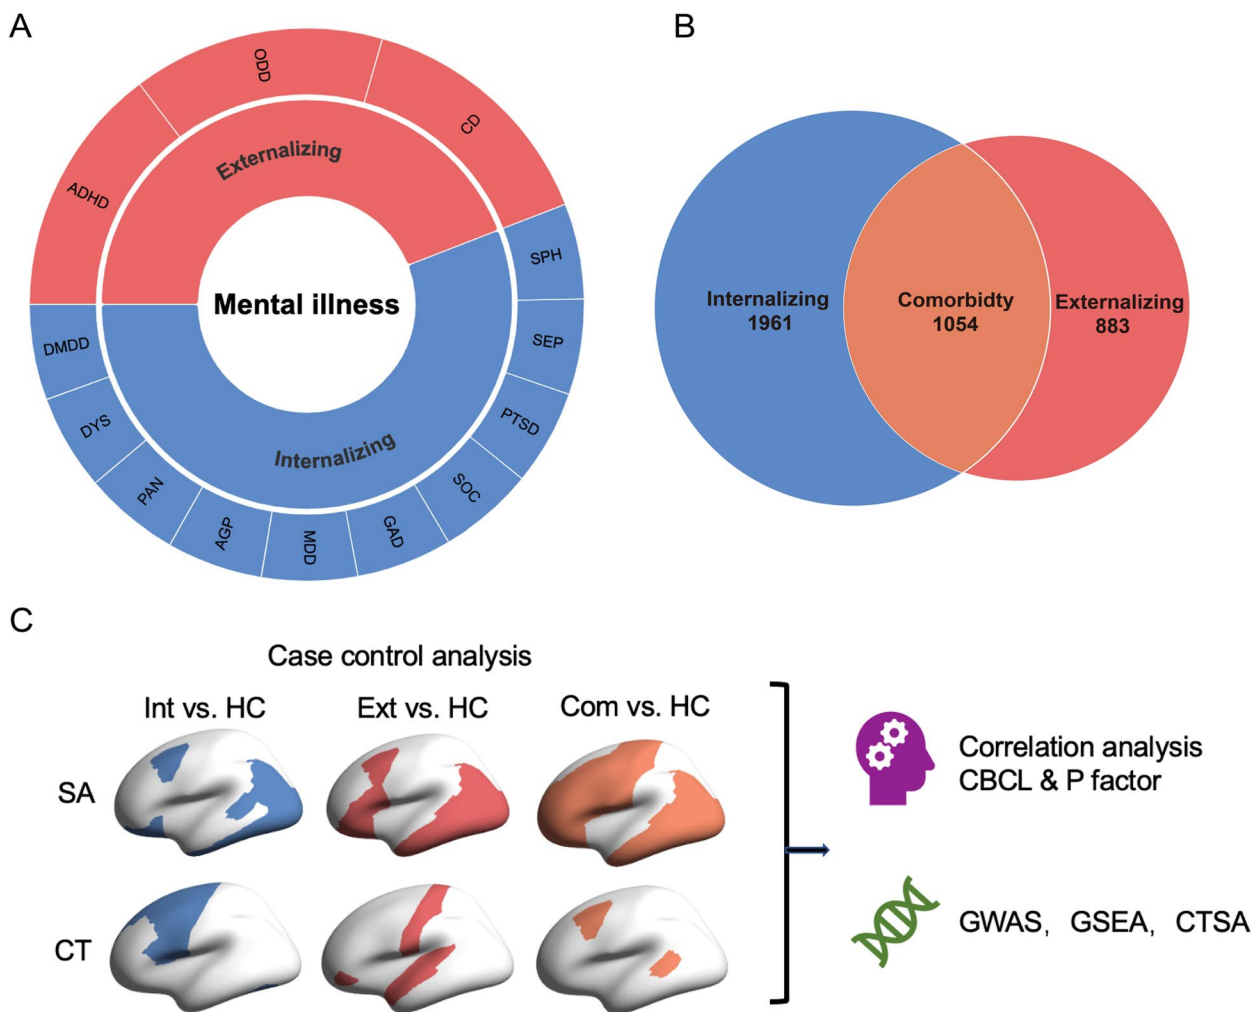 A
B
ODD
CD
ADHD
Externalizing
SPH
SEP
PTSD
SOC
GAD
MDD
AGP
PAN
DYS
DMDD
Mental illness
Internalizing
Internalizing
1961
Comorbidty
1054
Externalizing
883
C
Case control analysis
Int vs. HC
Ext vs. HC
Com vs. HC
SA
CT
Correlation analysis
CBCL & P factor
GWAS, GSEA, CTSA